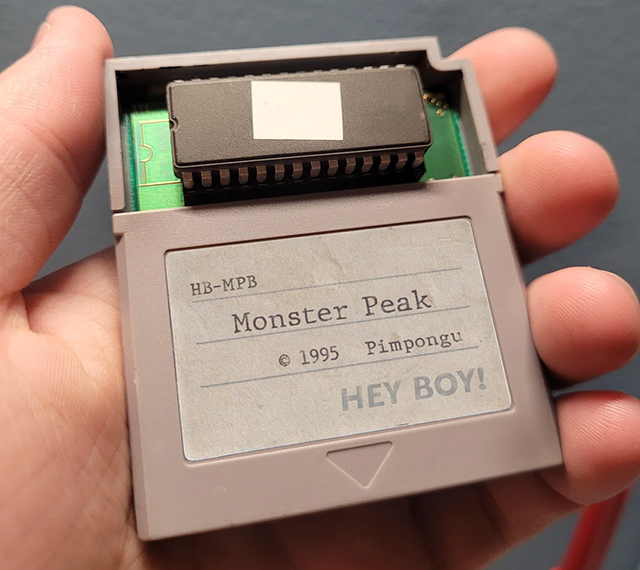 HB-MPB
Monster Peak
© 1995 Pimpongu
HEY BOY!